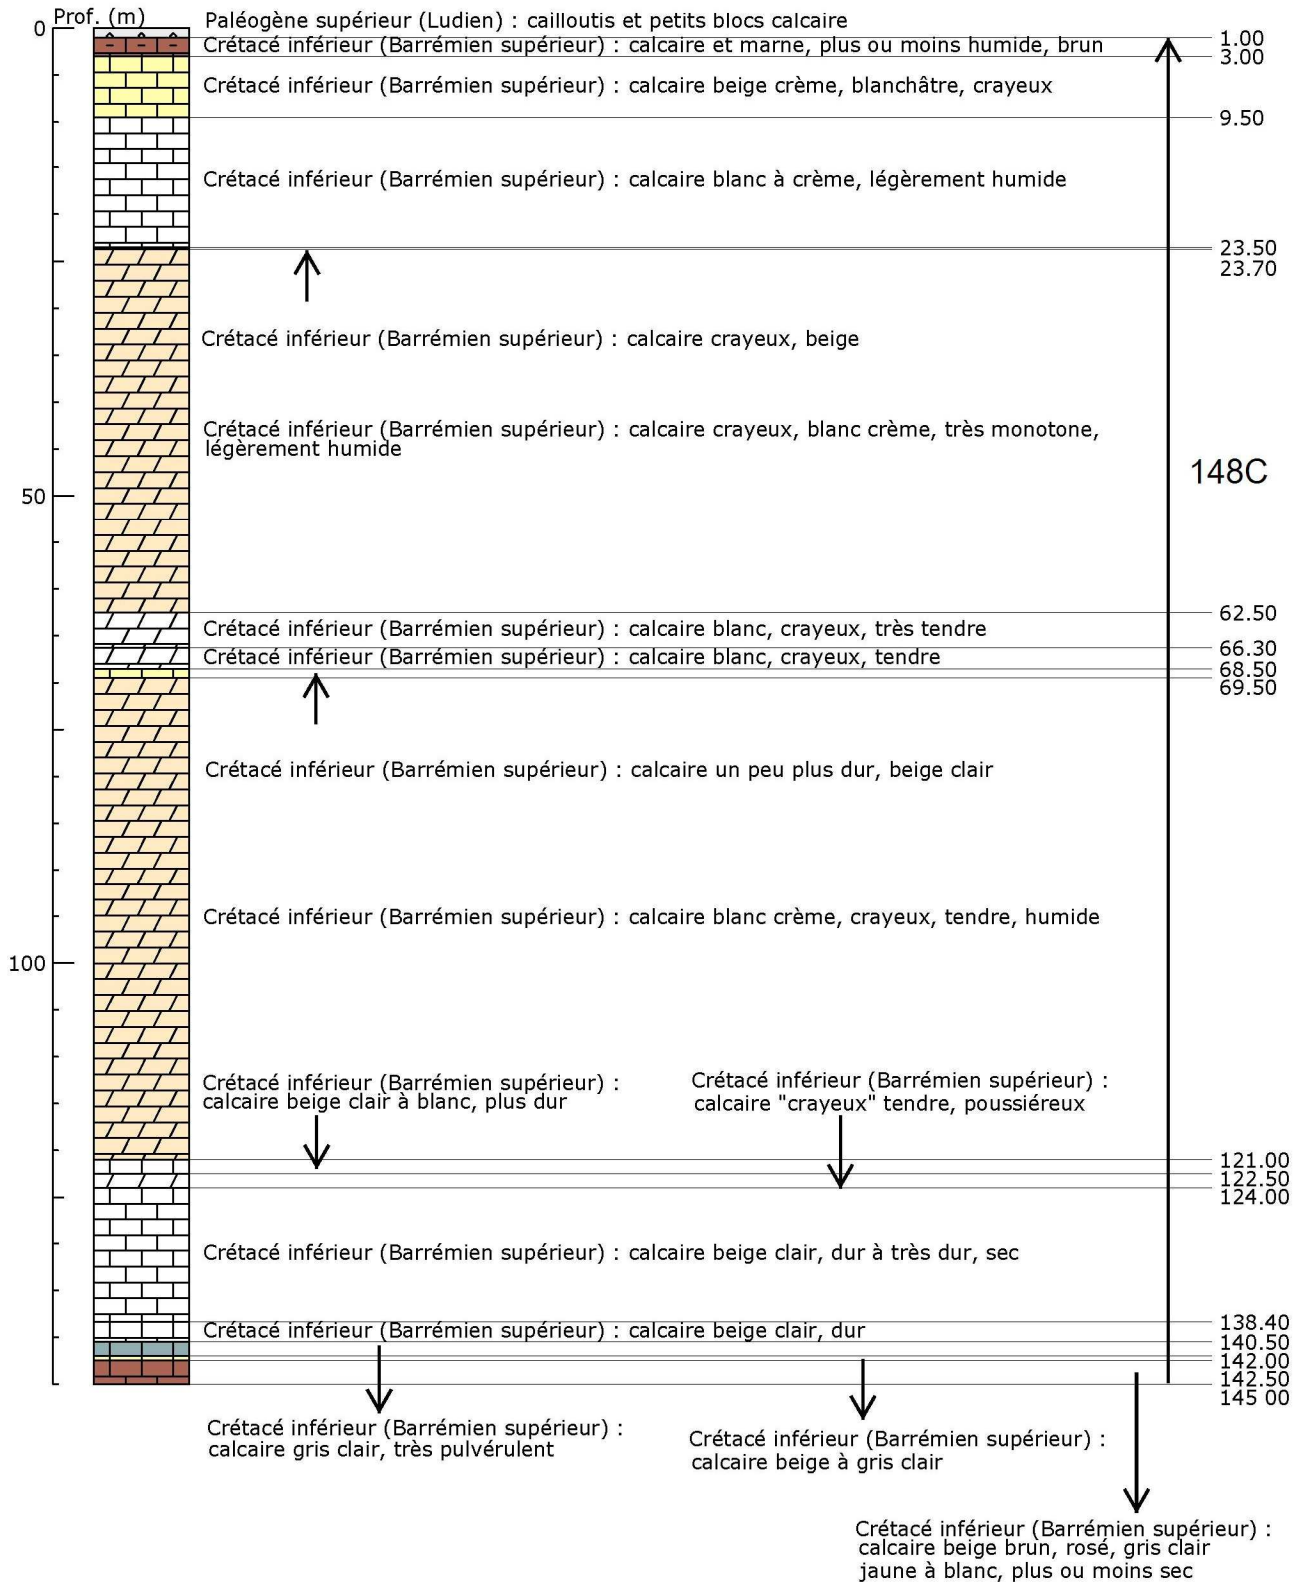 Prof. (m)
Paléogène supérieur (Ludien) : cailloutis et petits blocs calcaire
0
Crétacé inférieur (Barrémien supérieur) : calcaire et marne, plus ou moins humide, brun
1.00
3.00
Crétacé inférieur (Barrémien supérieur) : calcaire beige crème, blanchâtre, crayeux
9.50
Crétacé inférieur (Barrémien supérieur) : calcaire blanc à crème, légèrement humide
23.50
23.70
Crétacé inférieur (Barrémien supérieur) : calcaire crayeux, beige
Crétacé inférieur (Barrémien supérieur) : calcaire crayeux, blanc crème, très monotone,
légèrement humide
148C
50
62.50
Crétacé inférieur (Barrémien supérieur) : calcaire blanc, crayeux, très tendre
66.30
Crétacé inférieur (Barrémien supérieur) : calcaire blanc, crayeux, tendre
68.50
69.50
Crétacé inférieur (Barrémien supérieur) : calcaire un peu plus dur, beige clair
Crétacé inférieur (Barrémien supérieur) : calcaire blanc crème, crayeux, tendre, humide
100
Crétacé inférieur (Barrémien supérieur) :
calcaire beige clair à blanc, plus dur
Crétacé inférieur (Barrémien supérieur) :
calcaire "crayeux" tendre, poussiéreux
121.00
122.50
124.00
Crétacé inférieur (Barrémien supérieur) : calcaire beige clair, dur à très dur, sec
138.40
Crétacé inférieur (Barrémien supérieur) : calcaire beige clair, dur
140.50
142.00
142.50
145 00
Crétacé inférieur (Barrémien supérieur) :
calcaire gris clair, très pulvérulent
Crétacé inférieur (Barrémien supérieur) :
calcaire beige à gris clair
Crétacé inférieur (Barrémien supérieur) :
calcaire beige brun, rosé, gris clair
jaune à blanc, plus ou moins sec